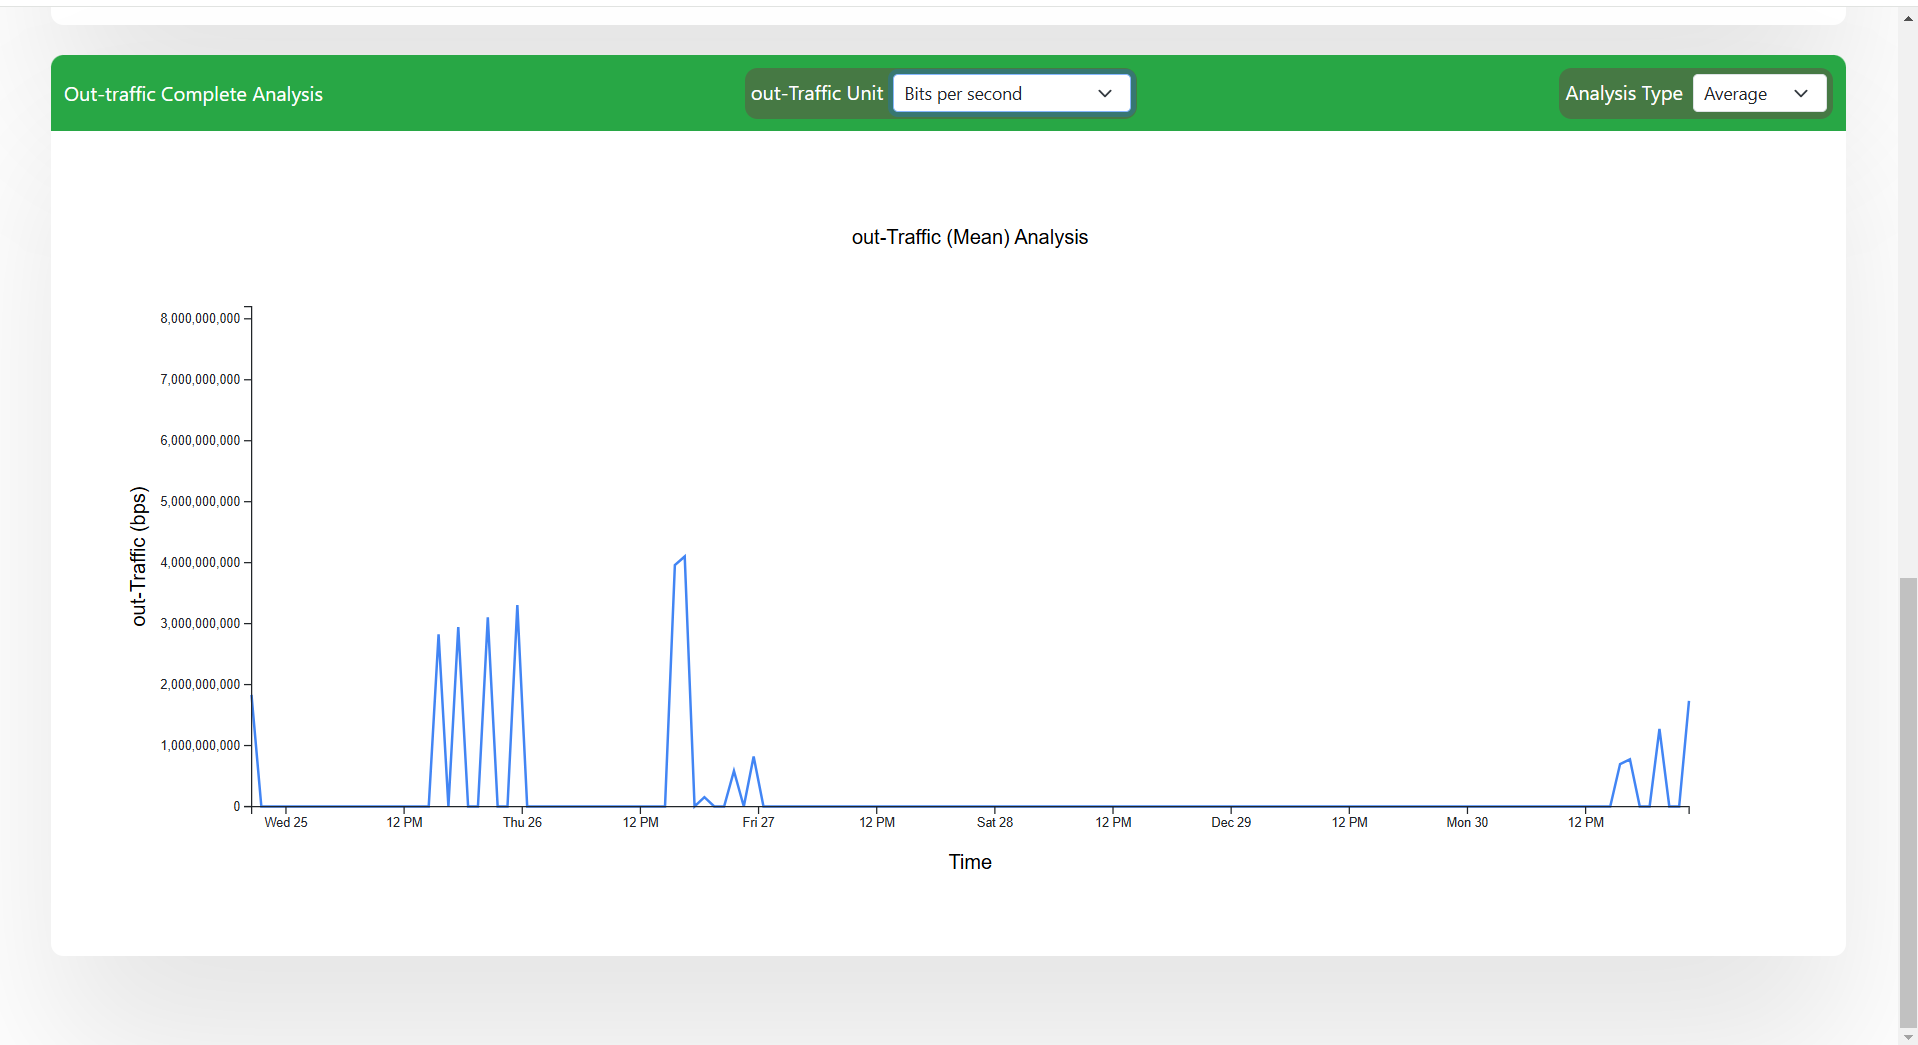 Out-traffic Complete Analysis
out-Traffic Unit
Bits per second
Analysis Type
Average
out-Traffic (Mean) Analysis
8,000,000,000
7,000,000,000
6,000,000,000
5,000,000,000
4,000,000,000
3,000,000,000
2,000,000,000
1,000,000,000
0
out-Traffic (bps)
Wed 25
12 PM
Thu 26
12 PM
Fri 27
12 PM
Sat 28
12 PM
Dec 29
12 PM
Mon 30
12 PM
Time